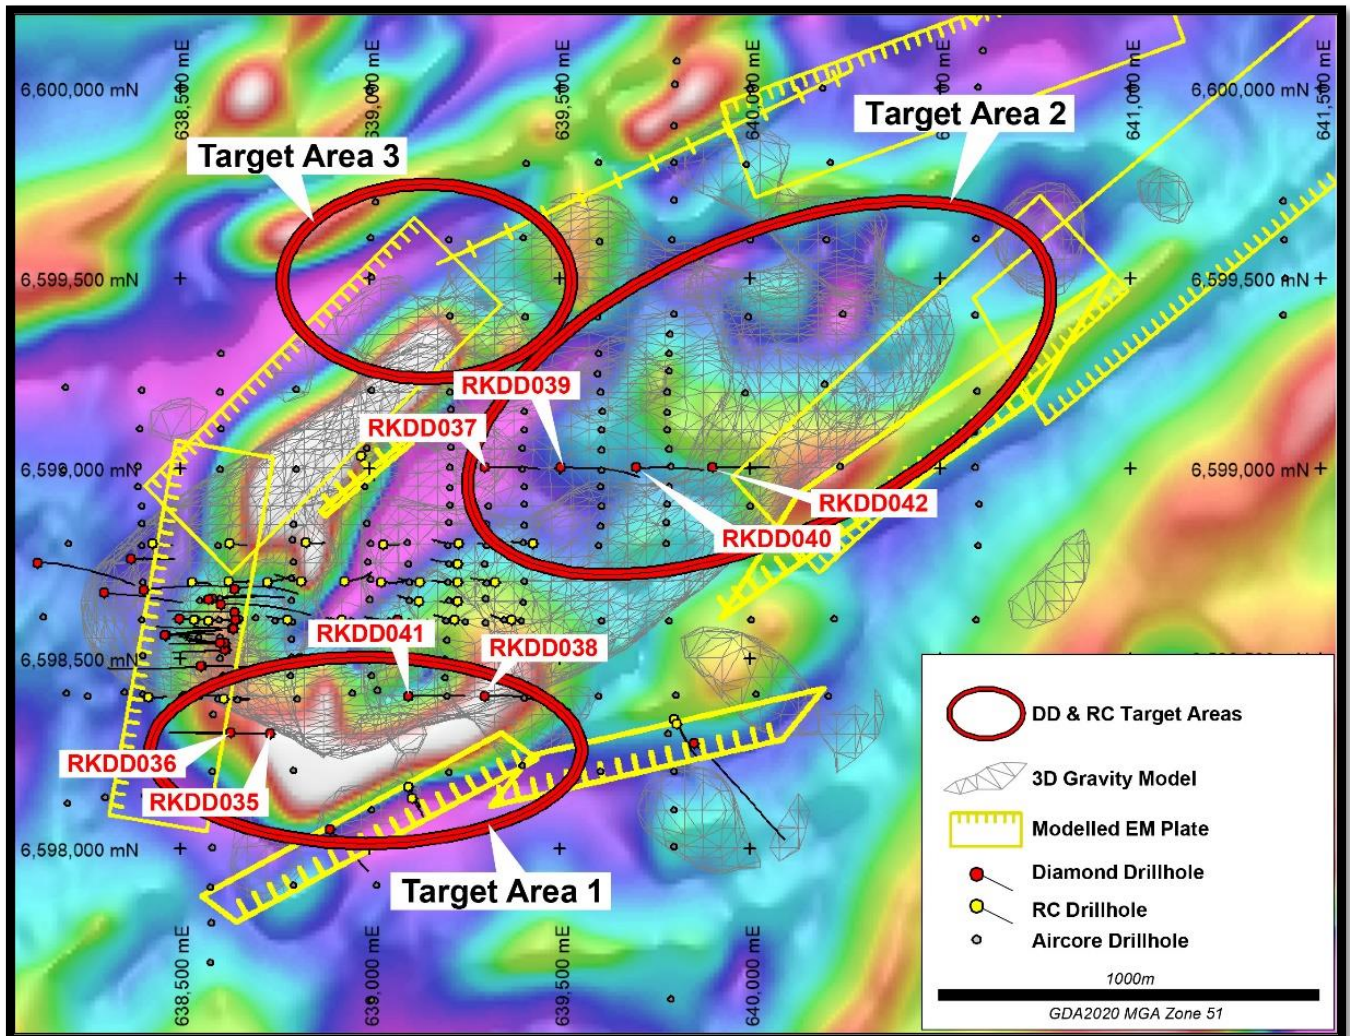 638,500 mE
639,000 mE
639,500 mE
640,000 mE
641,000 mE
641,500 mE
6,600,000 mN
6,600,000 mN
Target Area 2
Target Area 3
6,599,500 mN
6,599,500 mN
RKDD039
RKDD037
6,599,000 mN
6,599,000 mN
RKDD042
RKDD040
RKDD041
RKDD038
6,598,500 mN
RKDD036
RKDD035
6,598,000 mN
Target Area 1
638,500 mE
639,000 mE
639,500 mE
640,000 mE
DD & RC Target Areas
3D Gravity Model
Modelled EM Plate
Diamond Drillhole
RC Drillhole
Aircore Drillhole
1000m
GDA2020 MGA Zone 51